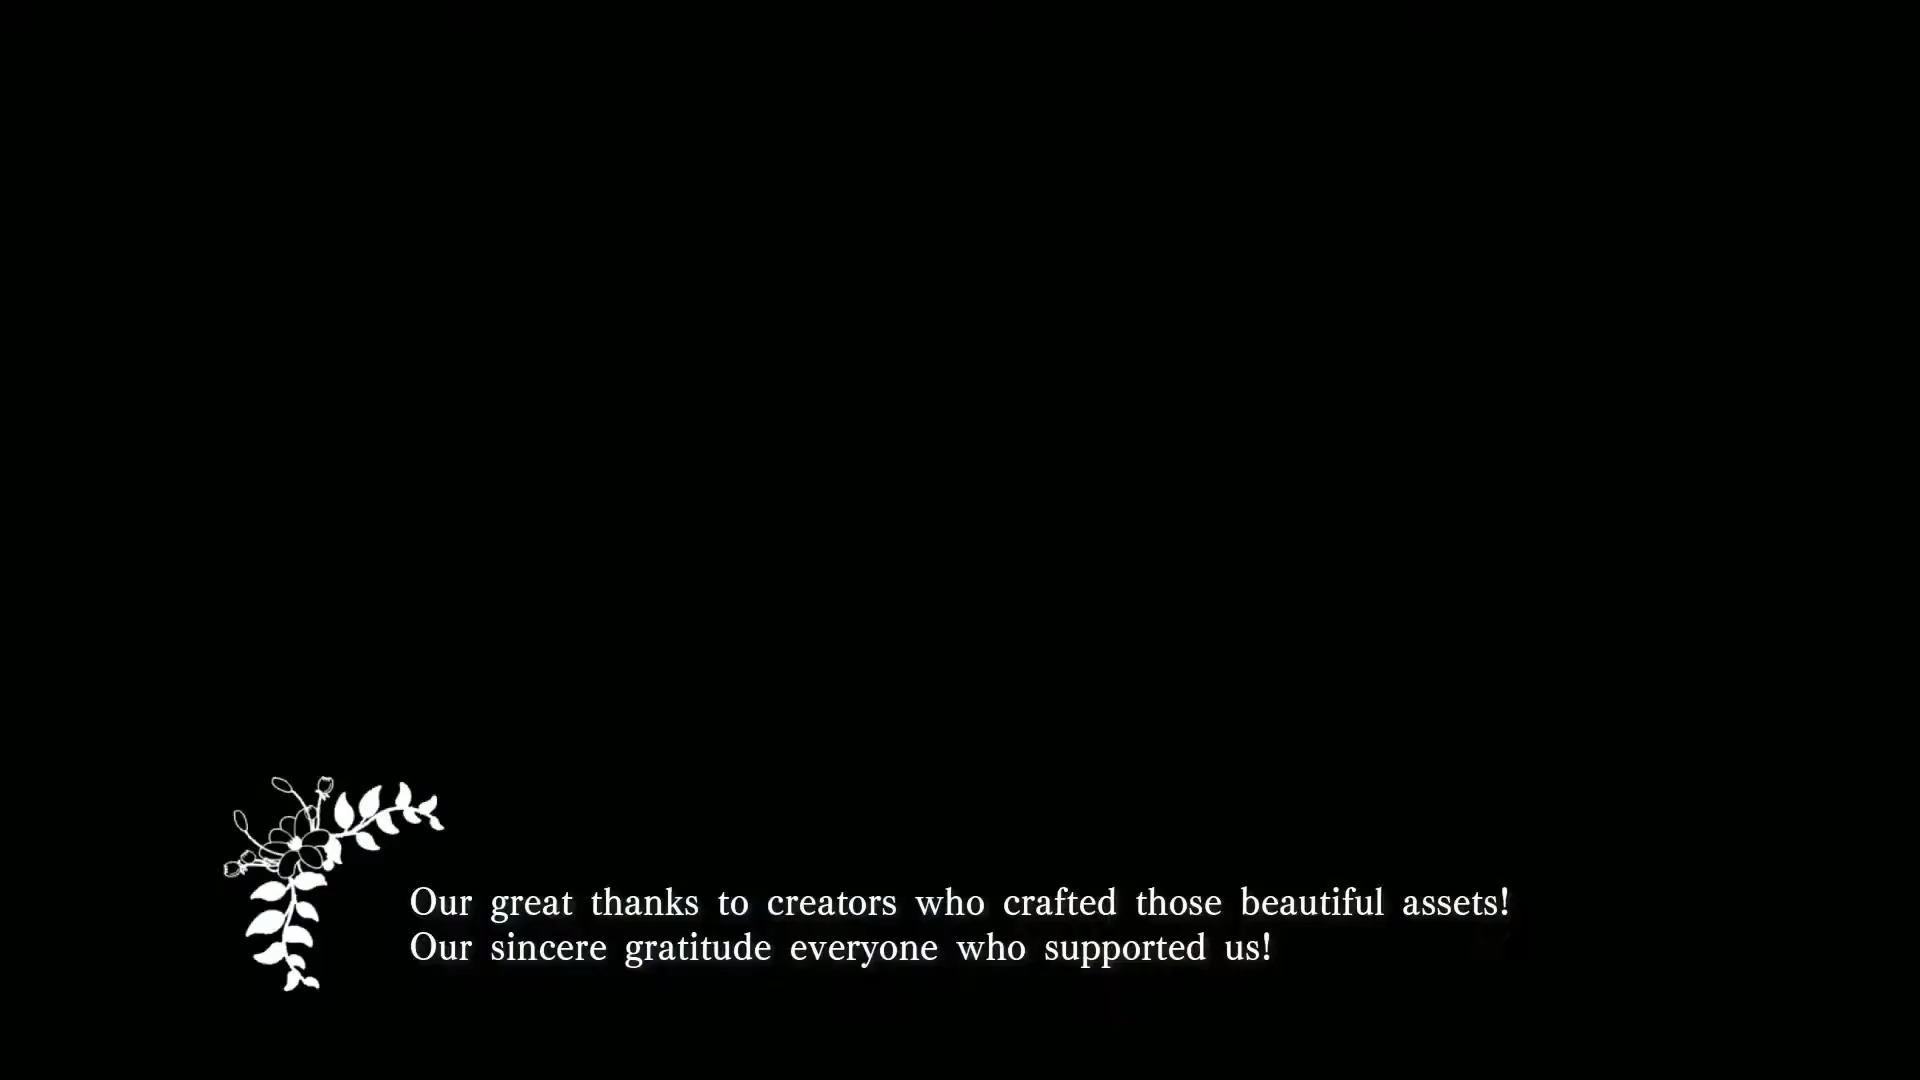 Our great thanks to creators who crafted those beautiful assets!
Our sincere gratitude everyone who supported us!